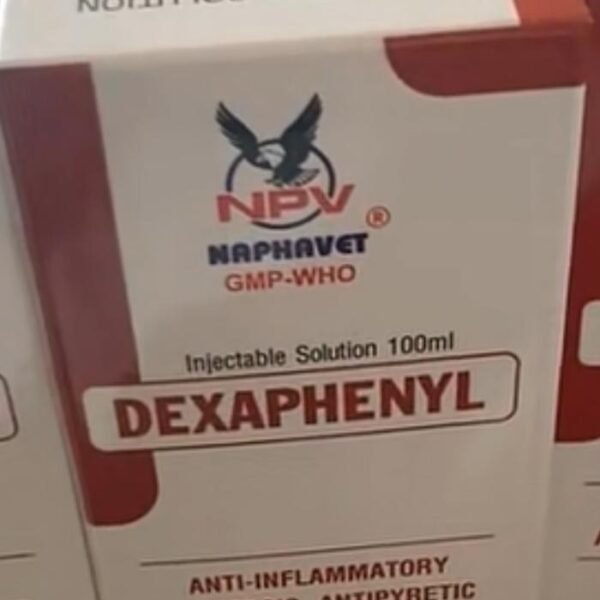 NPV
®
NAPHAVET
GMP-WHO
Injectable Solution 100ml
DEXAPHENYL
ANTI-INFLAMMATORY
ANTIPYRETIC